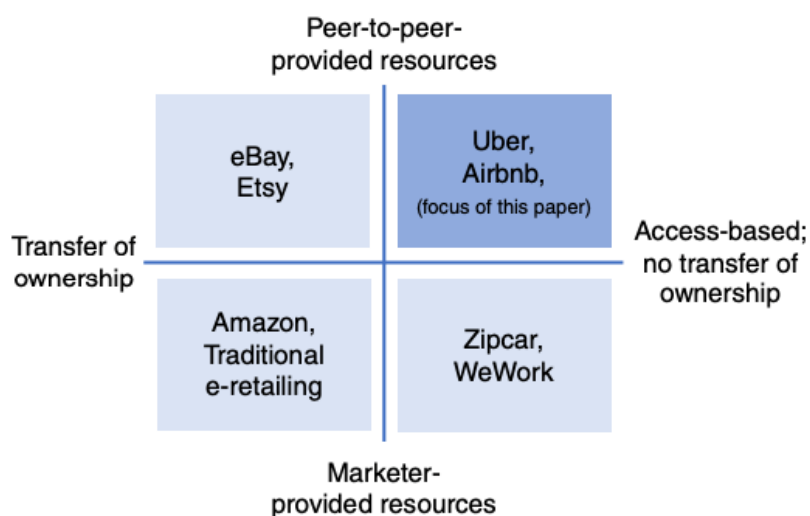 Peer-to-peer-
provided resources
eBay,
Etsy
Uber,
Airbnb,
(focus of this paper)
Transfer of
ownership
Access-based;
no transfer of
ownership
Amazon,
Traditional
e-retailing
Zipcar,
WeWork
Marketer-
provided resources